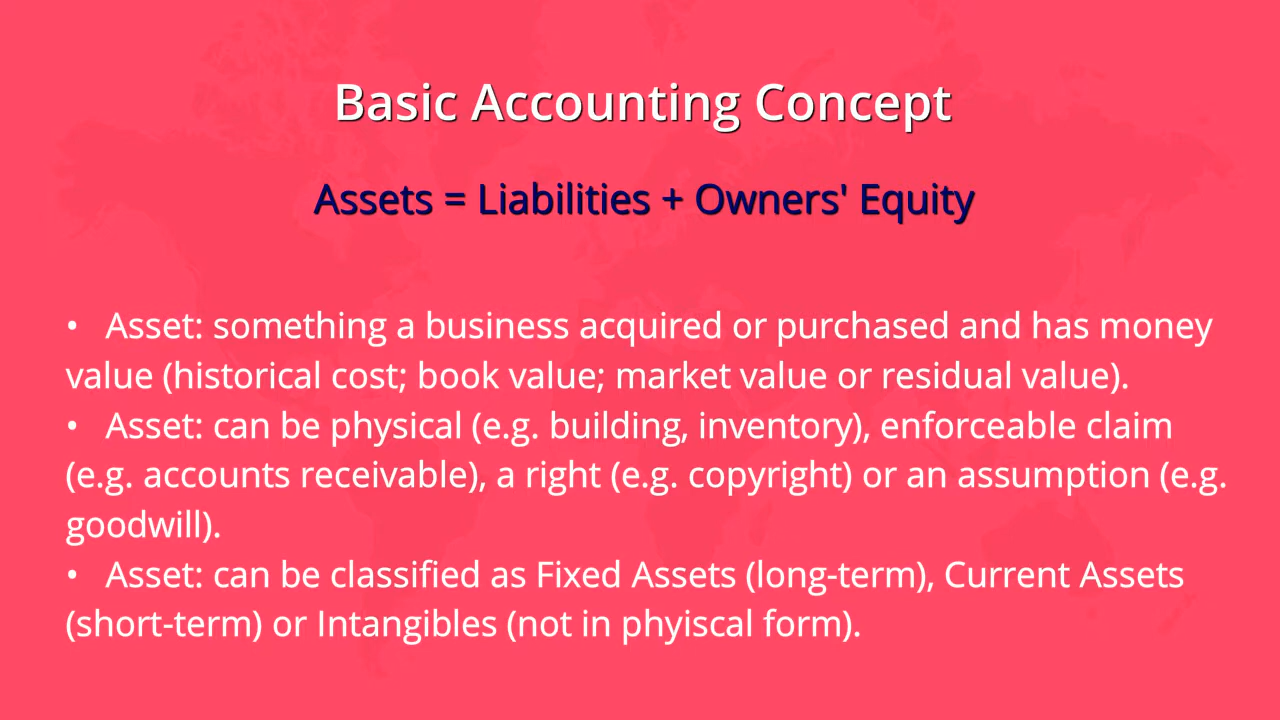 Basic Accounting Concept
Assets = Liabilities + Owners' Equity
• Asset: something a business acquired or purchased and has money
value (historical cost; book value; market value or residual value).
• Asset: can be physical (e.g. building, inventory), enforceable claim
(e.g. accounts receivable), a right (e.g. copyright) or an assumption (e.g.
goodwill).
• Asset: can be classified as Fixed Assets (long-term), Current Assets
(short-term) or Intangibles (not in phyiscal form).